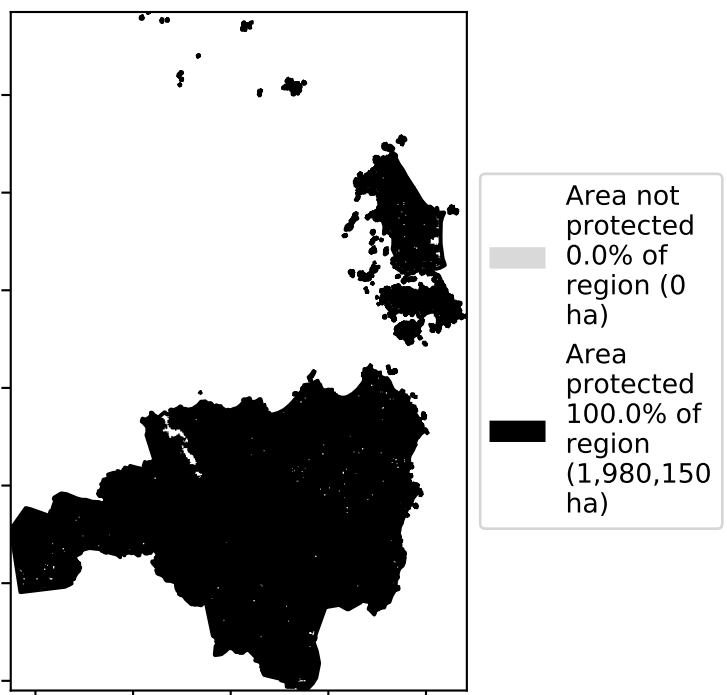 Area not
protected
0.0% of
region (0
ha)
Area
protected
100.0% of
region
(1,980,150
ha)